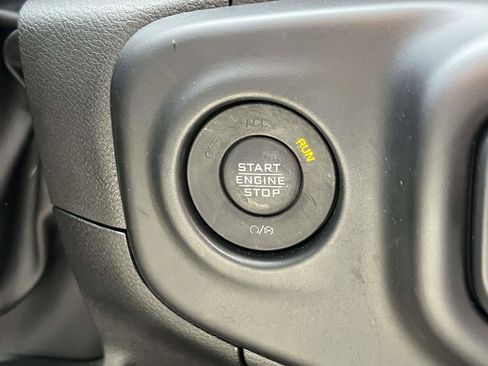 OFF ACC RUN
START
ENGINE
STOP